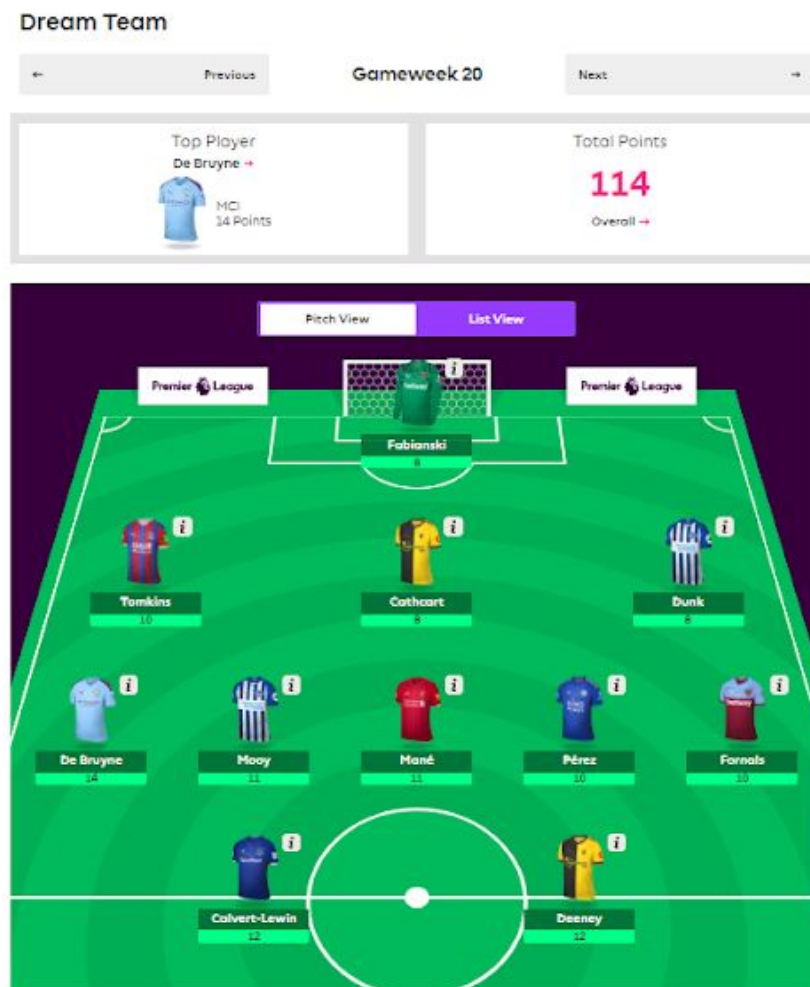 Dream Team
← Previous
Gameweek 20
Next →
Top Player
De Bruyne →
MCI
14 Points
Total Points
114
Overall →
Pitch View
List View
Premier League
Premier League
i
Fabianski
8
i
i
i
Tomkins
Cathcart
Dunk
10
8
8
i
i
i
i
i
De Bruyne
Mooy
Mané
Pérez
Fornals
14
11
11
10
10
i
i
Calvert-Lewin
Deeney
12
12